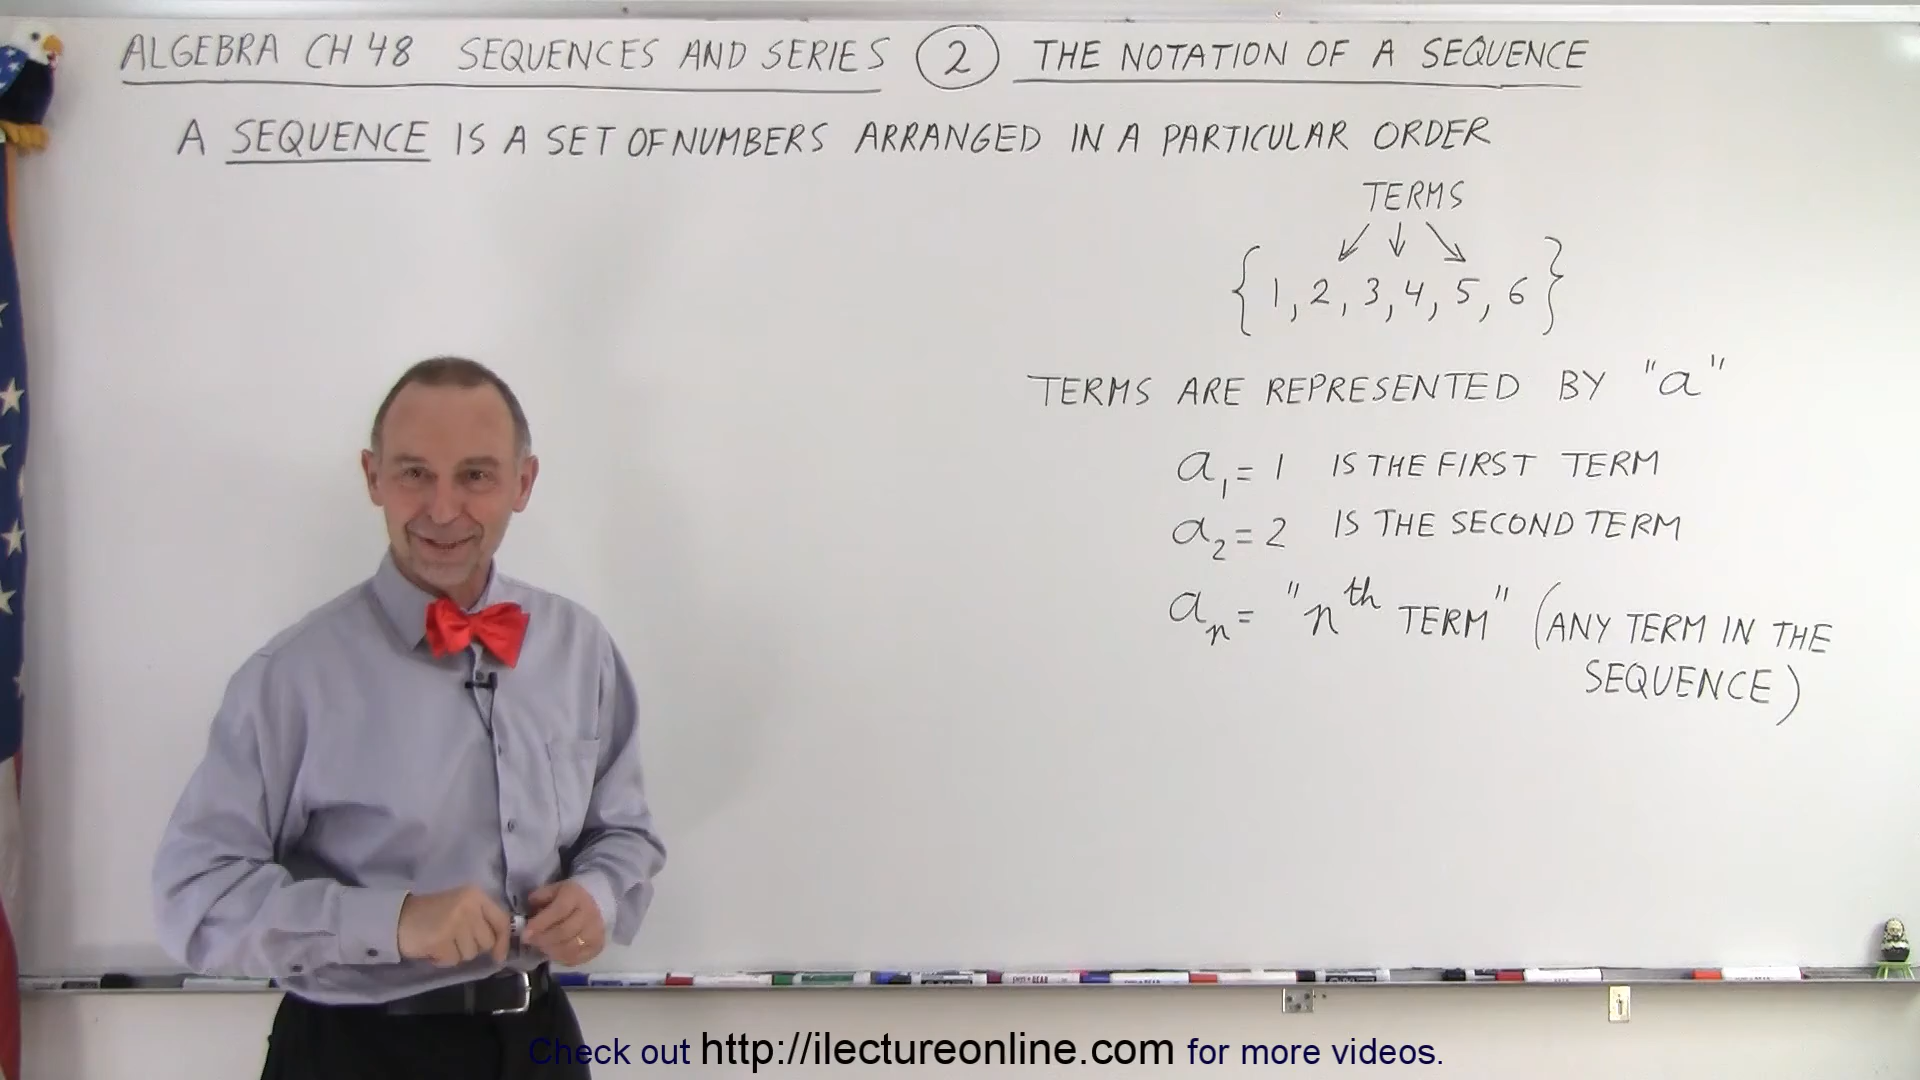 ALGEBRA CH 48 SEQUENCES AND SERIES 2 THE NOTATION OF A SEQUENCE
A SEQUENCE IS A SET OF NUMBERS ARRANGED IN A PARTICULAR ORDER
TERMS
{1, 2, 3, 4, 5, 6}
TERMS ARE REPRESENTED BY "a"
a₁ = 1 IS THE FIRST TERM
a₂ = 2 IS THE SECOND TERM
aₙ = "nth TERM" (ANY TERM IN THE
SEQUENCE)
Check out http://ilectureonline.com for more videos.